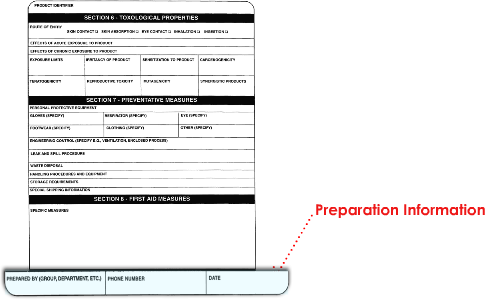 PRODUCT IDENTIFIER
SECTION 6 - TOXOLOGICAL PROPERTIES
ROUTE OF ENTRY
SKIN CONTACT □ SKIN ABSORPTION □ EYE CONTACT □ INHALATION □ INGESTION □
EFFECTS OF ACUTE EXPOSURE TO PRODUCT
EFFECTS OF CHRONIC EXPOSURE TO PRODUCT
EXPOSURE LIMITS IRRITANCY OF PRODUCT SENSITIZATION TO PRODUCT CARCINOGENICITY
TERATOGENICITY REPRODUCTIVE TOXICITY MUTAGENICITY SYNERGISTIC PRODUCTS
SECTION 7 - PREVENTATIVE MEASURES
PERSONAL PROTECTIVE EQUIPMENT
GLOVES (SPECIFY) RESPIRATOR (SPECIFY) EYE (SPECIFY)
FOOTWEAR (SPECIFY) CLOTHING (SPECIFY) OTHER (SPECIFY)
ENGINEERING CONTROL (SPECIFY E.G., VENTILATION, ENCLOSED PROCESS)
LEAK AND SPILL PROCEDURE
WASTE DISPOSAL
HANDLING PROCEDURES AND EQUIPMENT
STORAGE REQUIREMENTS
SPECIAL SHIPPING INFORMATION
SECTION 8 - FIRST AID MEASURES
SPECIFIC MEASURES
Preparation Information
PREPARED BY (GROUP, DEPARTMENT, ETC.) PHONE NUMBER DATE